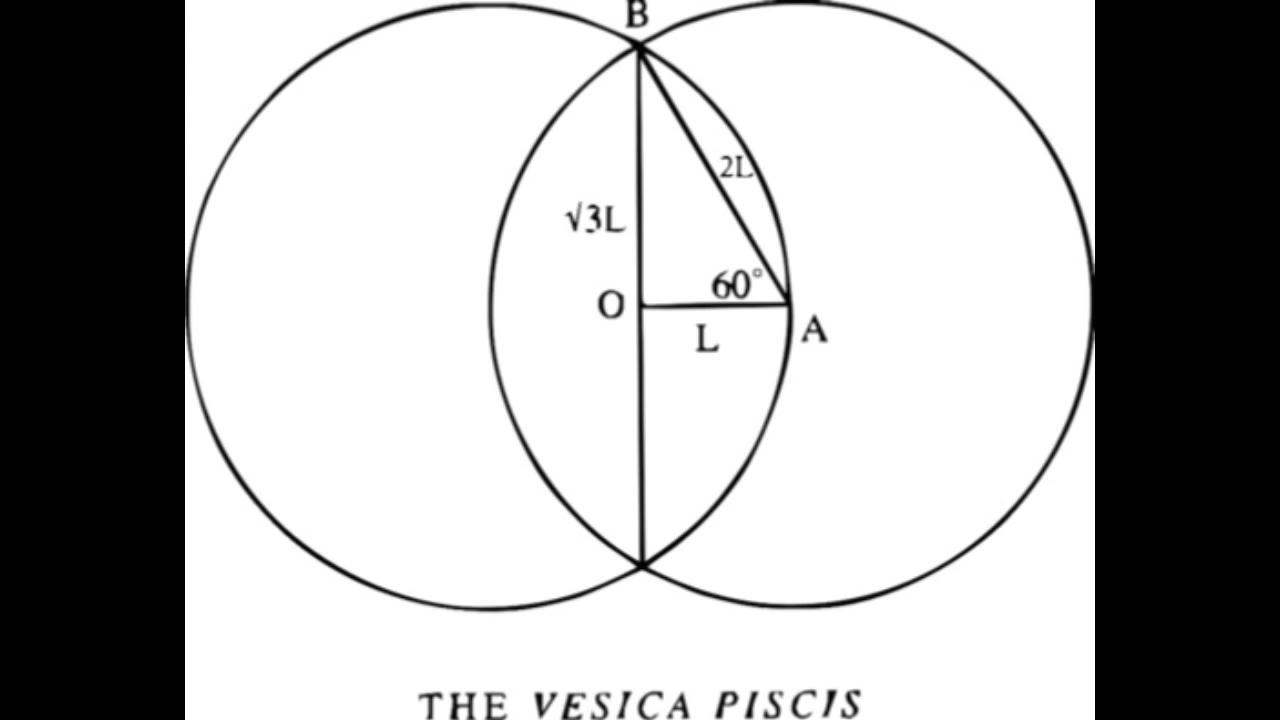 B
2L
√3L
60°
O
L
A
THE VESICA PISCIS